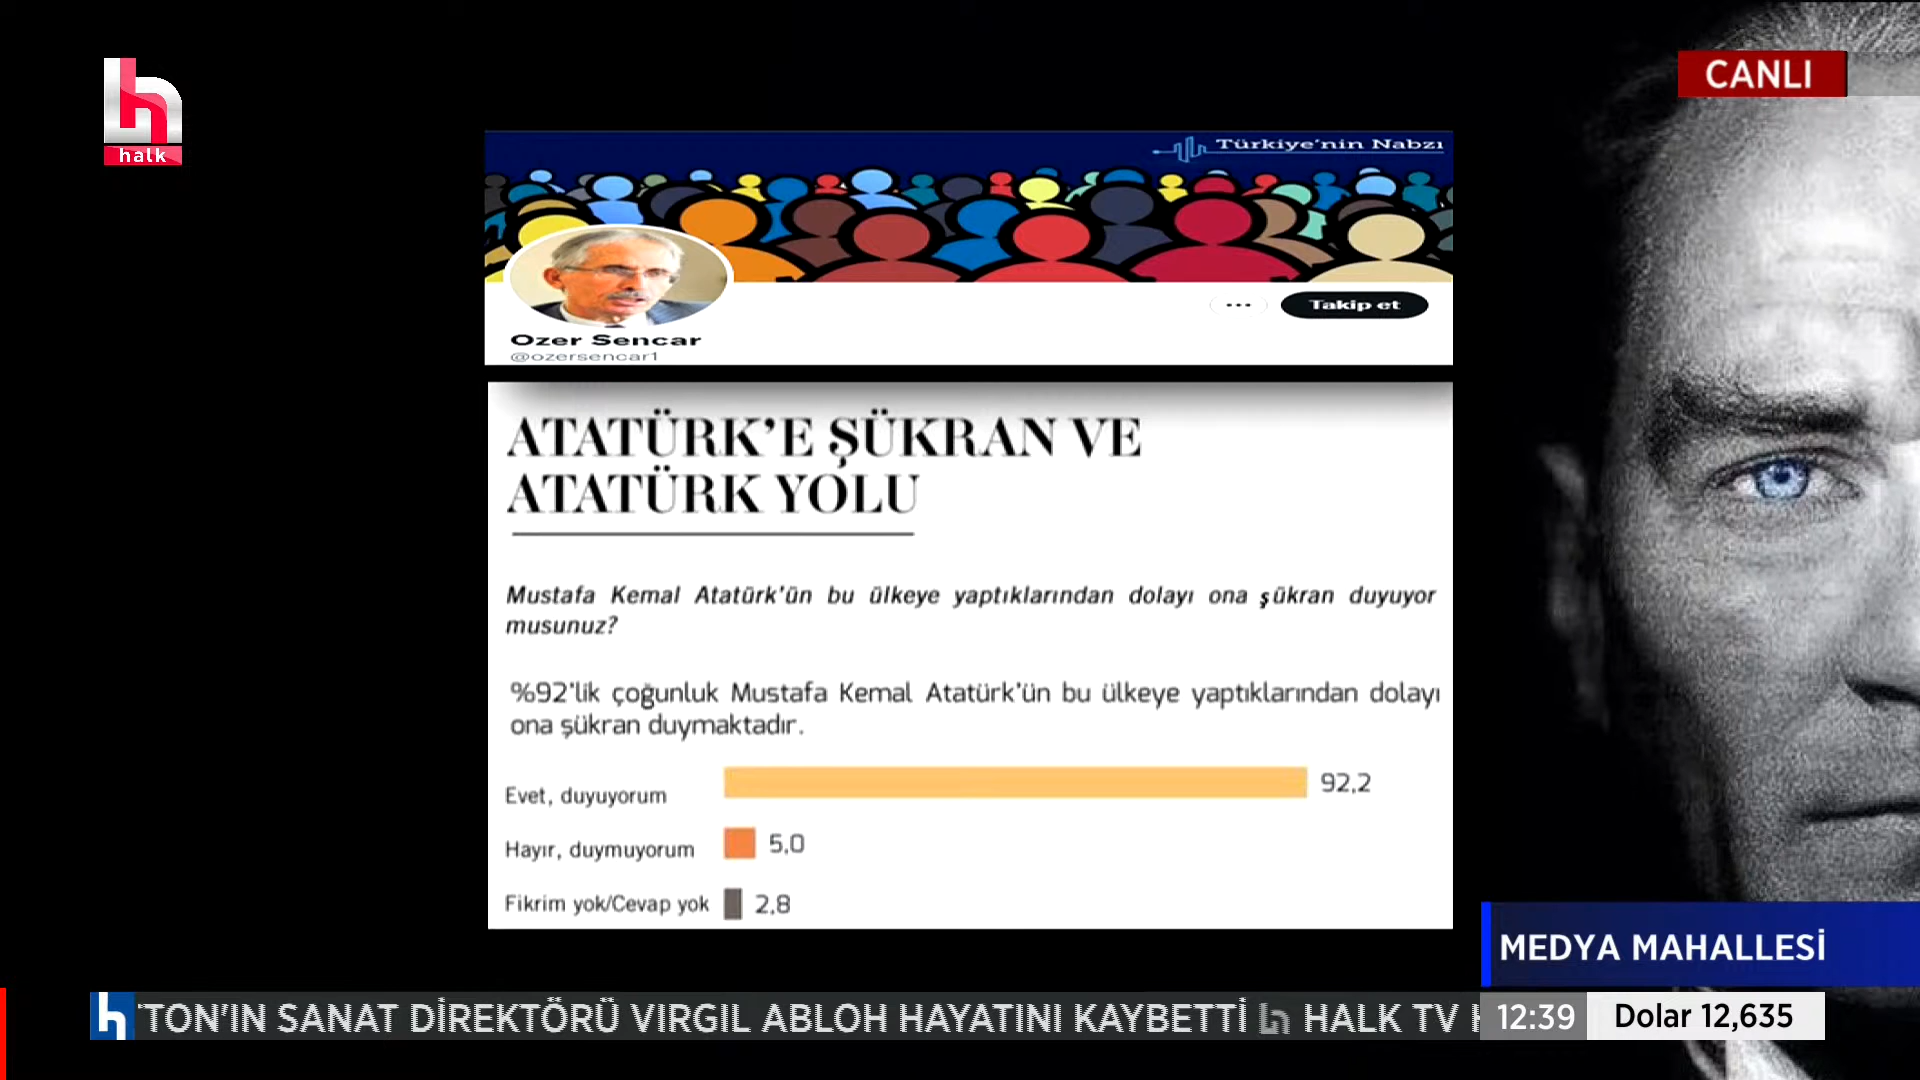 halk
CANLI
Türkiye'nin Nabzı
Takip et
Ozer Sencar
@ozersencar1
ATATÜRK'E ŞÜKRAN VE
ATATÜRK YOLU
Mustafa Kemal Atatürk'ün bu ülkeye yaptıklarından dolayı ona şükran duyuyor
musunuz?
%92'lik çoğunluk Mustafa Kemal Atatürk'ün bu ülkeye yaptıklarından dolayı
ona şükran duymaktadır.
Evet, duyuyorum 92,2
Hayır, duymuyorum 5,0
Fikrim yok/Cevap yok 2,8
MEDYA MAHALLESİ
TON'IN SANAT DİREKTÖRÜ VIRGIL ABLOH HAYATINI KAYBETTİ HALK TV
12:39 Dolar 12,635